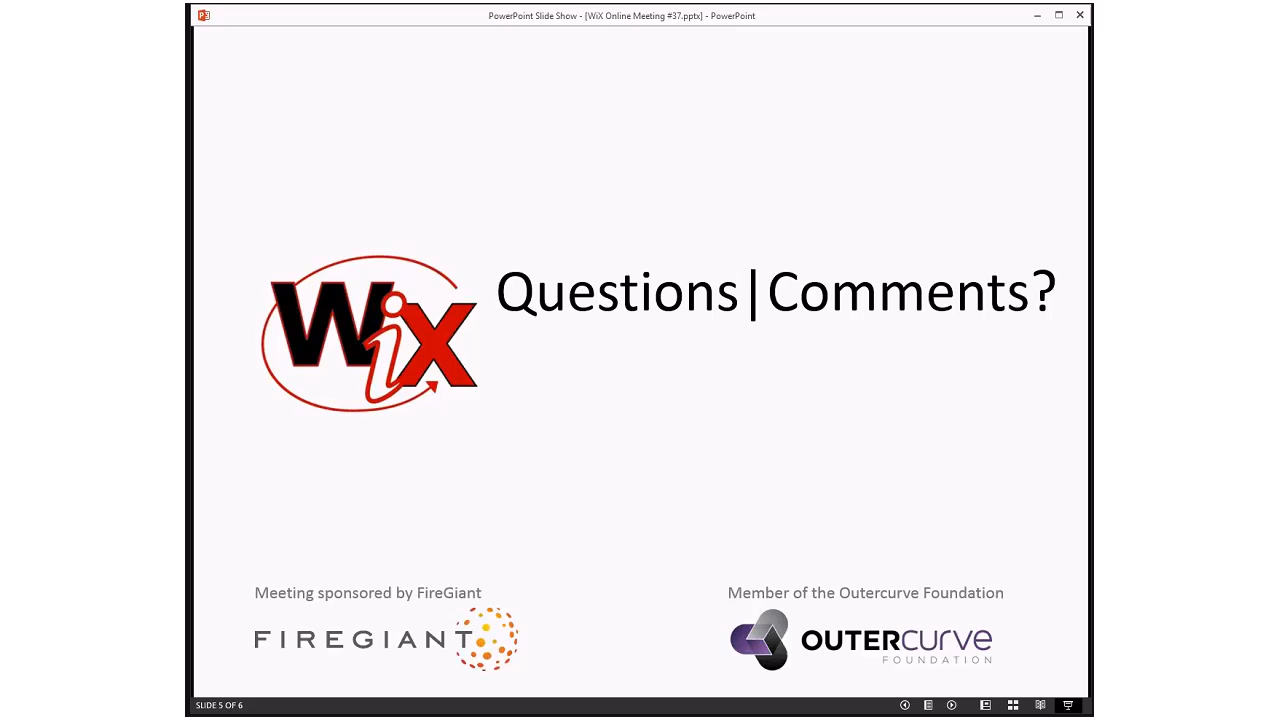 PowerPoint Slide Show - [WiX Online Meeting #37.pptx] - PowerPoint
WiX
Questions|Comments?
Meeting sponsored by FireGiant
Member of the Outercurve Foundation
FIREGIANT
OUTERCURVE
FOUNDATION
SLIDE 5 OF 6